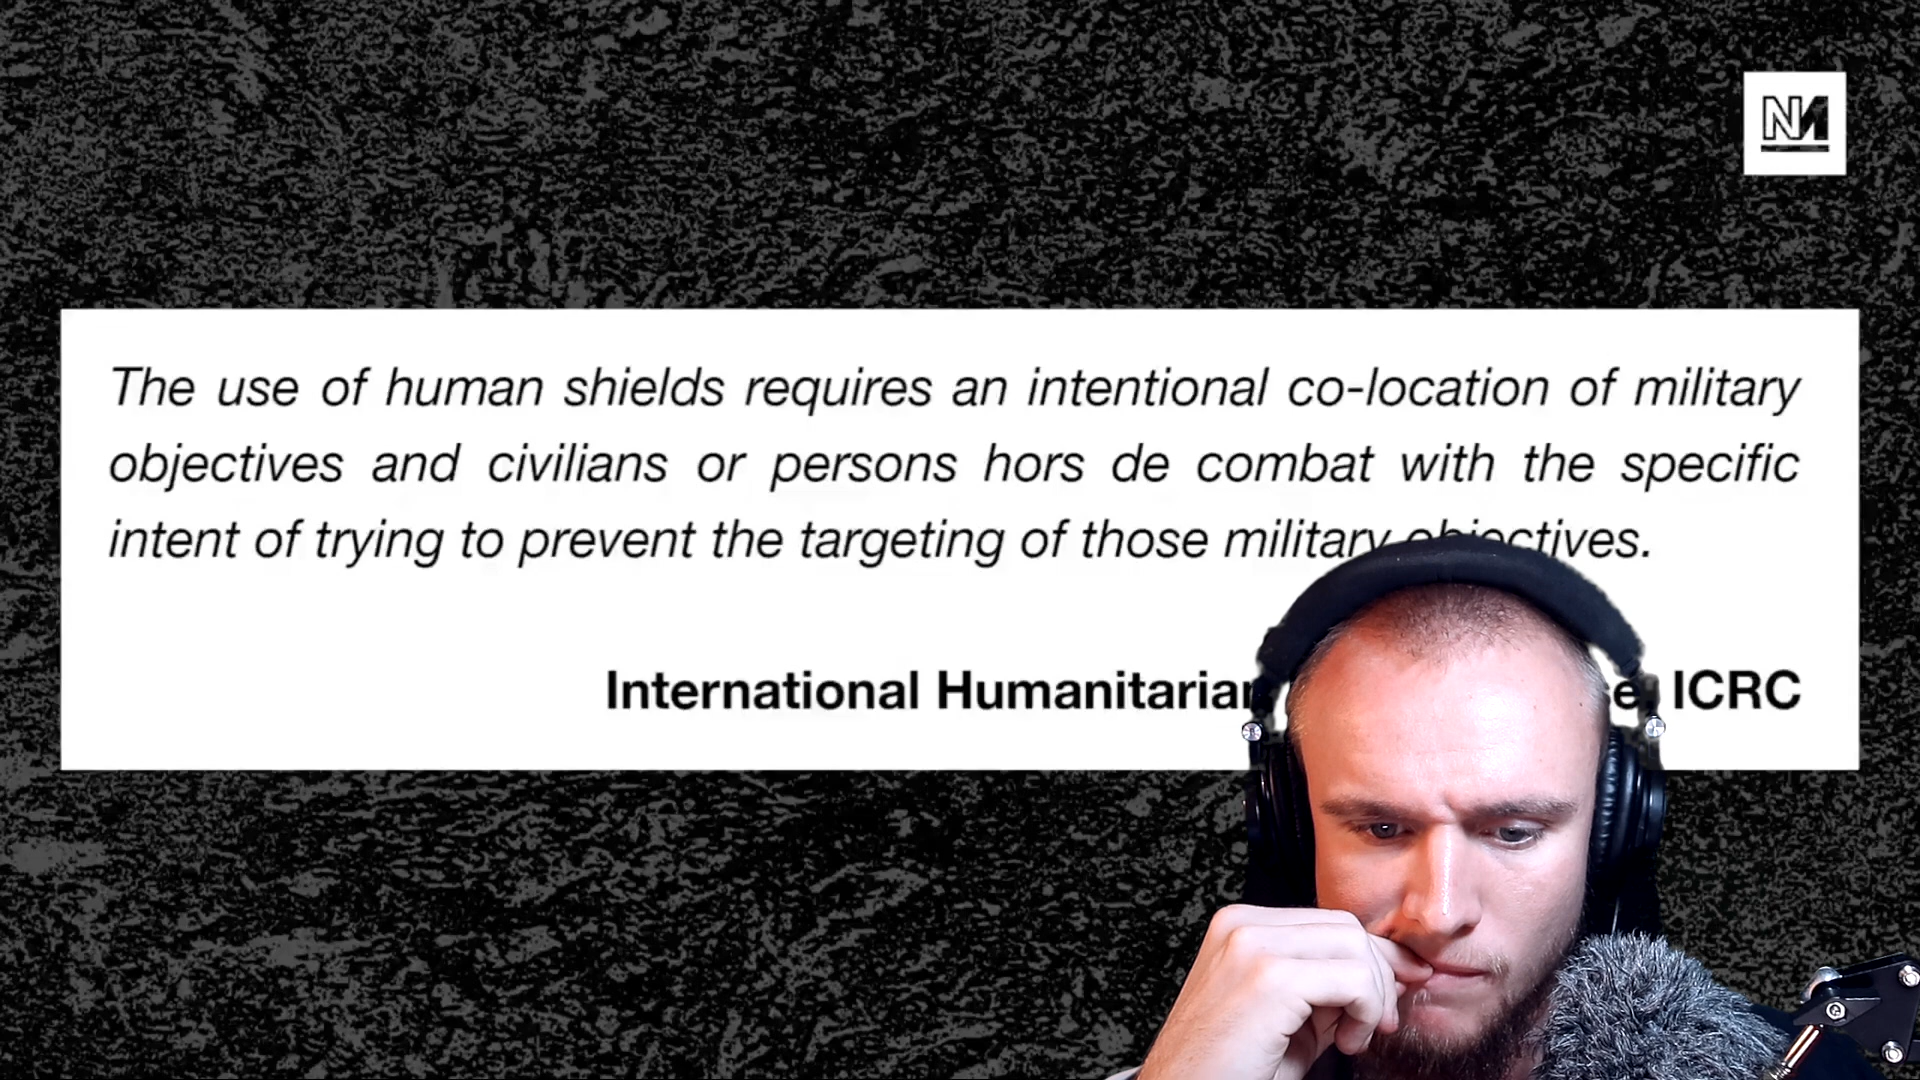 NM
The use of human shields requires an intentional co-location of military
objectives and civilians or persons hors de combat with the specific
intent of trying to prevent the targeting of those military objectives.
International Humanitarian ICRC